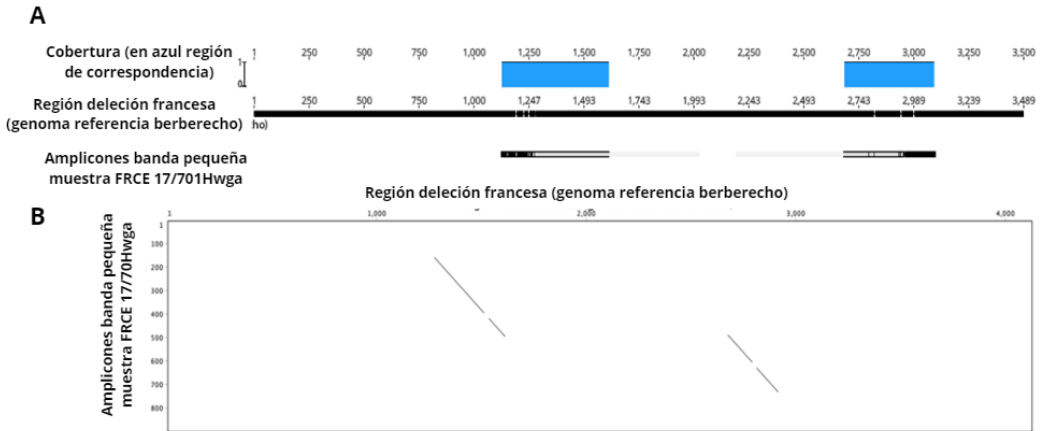 A
Cobertura (en azul región
de correspondencia)
1 250 500 750 1,000 1,250 1,500 1,750 2,000 2,250 2,500 2,750 3,000 3,250 3,500
1
0
Región deleción francesa
(genoma referencia berberecho)
1 250 500 750 1,000 1,247 1,493 1,743 1,993 2,243 2,493 2,743 2,989 3,239 3,489
ho)
Amplicones banda pequeña
muestra FRCE 17/701Hwga
Región deleción francesa (genoma referencia berberecho)
B
1 1,000 2,000 3,000 4,000
Amplicones banda pequeña
muestra FRCE 17/70Hwga
1
100
200
300
400
500
600
700
800